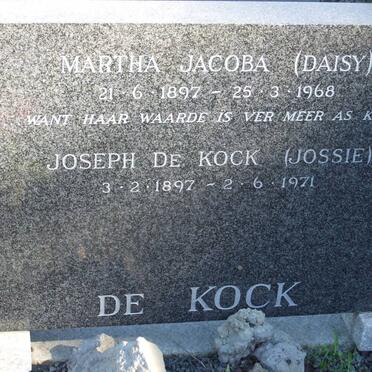 MARTHA JACOBA (DAISY)
21·6·1897 – 25·3·1968
WANT HAAR WAARDE IS VER MEER AS
JOSEPH DE KOCK (JOSSIE)
3·2·1897 – 2·6·1971
DE KOCK